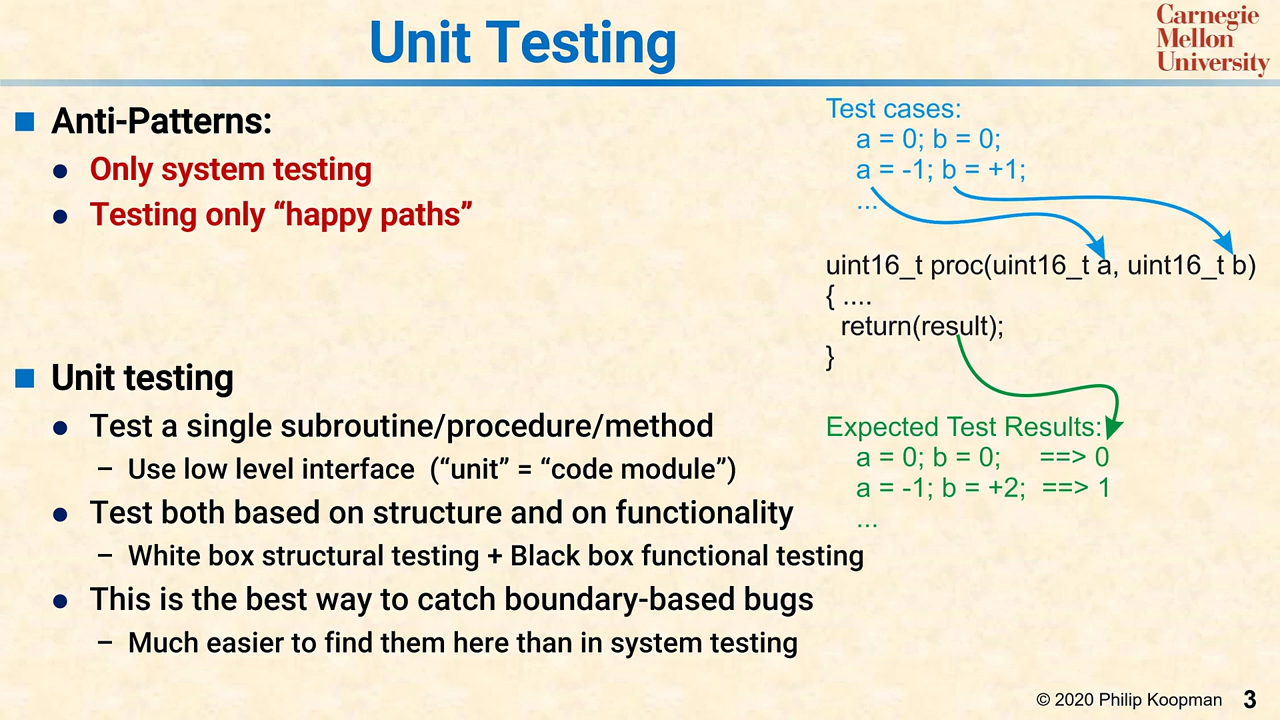 Unit Testing
Carnegie
Mellon
University
Anti-Patterns:
Only system testing
Testing only “happy paths”
Unit testing
Test a single subroutine/procedure/method
– Use low level interface (“unit” = “code module”)
Test both based on structure and on functionality
– White box structural testing + Black box functional testing
This is the best way to catch boundary-based bugs
– Much easier to find them here than in system testing
Test cases:
a = 0; b = 0;
a = -1; b = +1;
...
uint16_t proc(uint16_t a, uint16_t b)
{ ....
return(result);
}
Expected Test Results:
a = 0; b = 0; ==> 0
a = -1; b = +2; ==> 1
...
© 2020 Philip Koopman 3